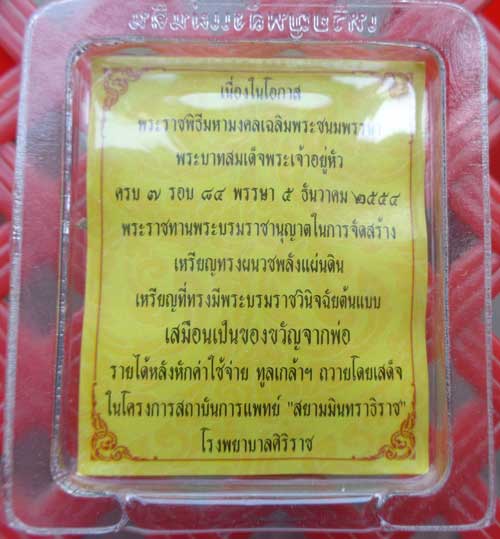 เนื่องในโอกาส
พระราชพิธีมหามงคลเฉลิมพระชนมพรรษา
พระบาทสมเด็จพระเจ้าอยู่หัว
ครบ ๗ รอบ ๘๔ พรรษา ๕ ธันวาคม ๒๕๕๔
พระราชทานพระบรมราชานุญาตในการจัดสร้าง
เหรียญทรงผนวชพลังแผ่นดิน
เหรียญที่ทรงมีพระบรมราชวินิจฉัยต้นแบบ
เสมือนเป็นของขวัญจากพ่อ
รายได้หลังหักค่าใช้จ่าย ทูลเกล้าฯ ถวายโดยเสด็จ
ในโครงการสถาบันการแพทย์ "สยามมินทราธิราช"
โรงพยาบาลศิริราช